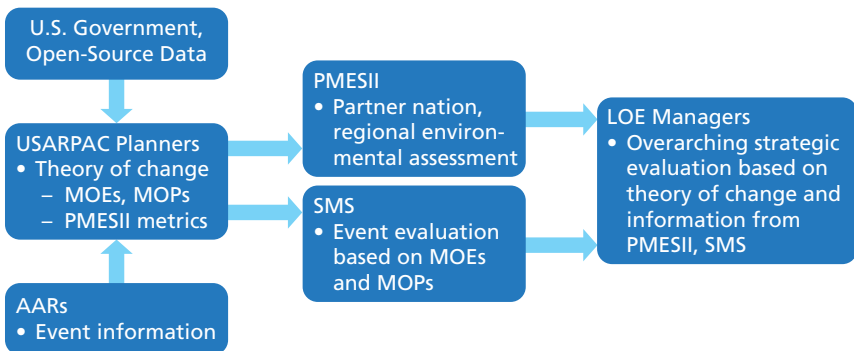 U.S. Government,
Open-Source Data
USARPAC Planners
• Theory of change
– MOEs, MOPs
– PMESII metrics
AARs
• Event information
PMESII
• Partner nation,
regional environ-
mental assessment
SMS
• Event evaluation
based on MOEs
and MOPs
LOE Managers
• Overarching strategic
evaluation based on
theory of change and
information from
PMESII, SMS